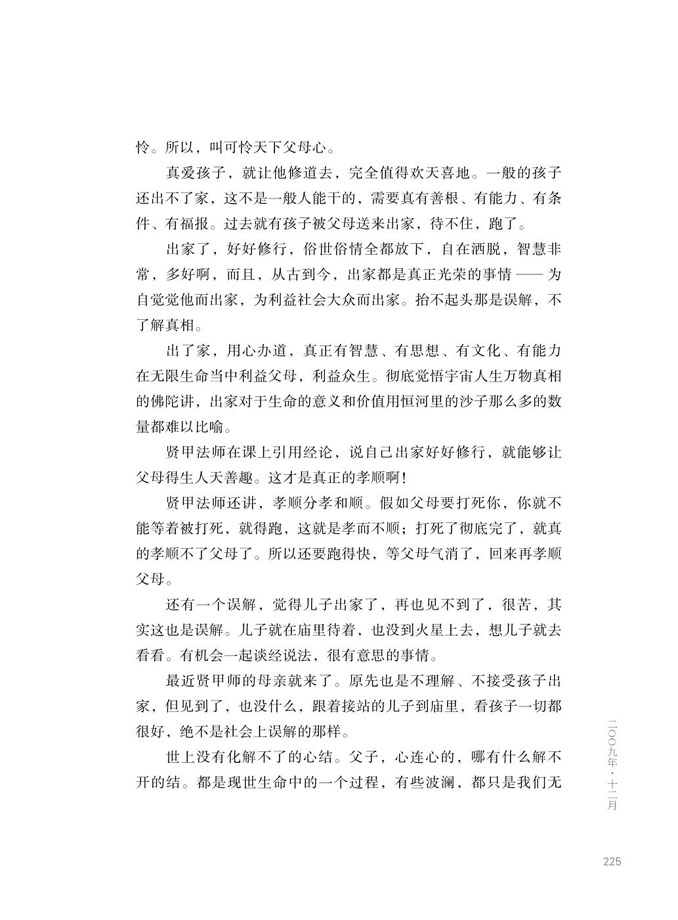 怜。所以，叫可怜天下父母心。
真爱孩子，就让他修道去，完全值得欢天喜地。一般的孩子
还出不了家，这不是一般人能干的，需要真有善根、有能力、有条
件、有福报。过去就有孩子被父母送来出家，待不住，跑了。
出家了，好好修行，俗世俗情全都放下，自在洒脱，智慧非
常，多好啊，而且，从古到今，出家都是真正光荣的事情——为
自觉觉他而出家，为利益社会大众而出家。抬不起头那是误解，不
了解真相。
出了家，用心办道，真正有智慧、有思想、有文化、有能力
在无限生命当中利益父母，利益众生。彻底觉悟宇宙人生万物真相
的佛陀讲，出家对于生命的意义和价值用恒河里的沙子那么多的数
量都难以比喻。
贤甲法师在课上引用经论，说自己出家好好修行，就能够让
父母得生人天善趣。这才是真正的孝顺啊！
贤甲法师还讲，孝顺分孝和顺。假如父母要打死你，你就不
能等着被打死，就得跑，这就是孝而不顺；打死了彻底完了，就真
的孝顺不了父母了。所以还要跑得快，等父母气消了，回来再孝顺
父母。
还有一个误解，觉得儿子出家了，再也见不到了，很苦，其
实这也是误解。儿子就在庙里待着，也没到火星上去，想儿子就去
看看。有机会一起谈经说法，很有意思的事情。
最近贤甲师的母亲就来了。原先也是不理解、不接受孩子出
家，但见到了，也没什么，跟着接站的儿子到庙里，看孩子一切都
很好，绝不是社会上误解的那样。
世上没有化解不了的心结。父子，心连心的，哪有什么解不
开的结。都是现世生命中的一个过程，有些波澜，都只是我们无
二〇〇九年·十二月
225